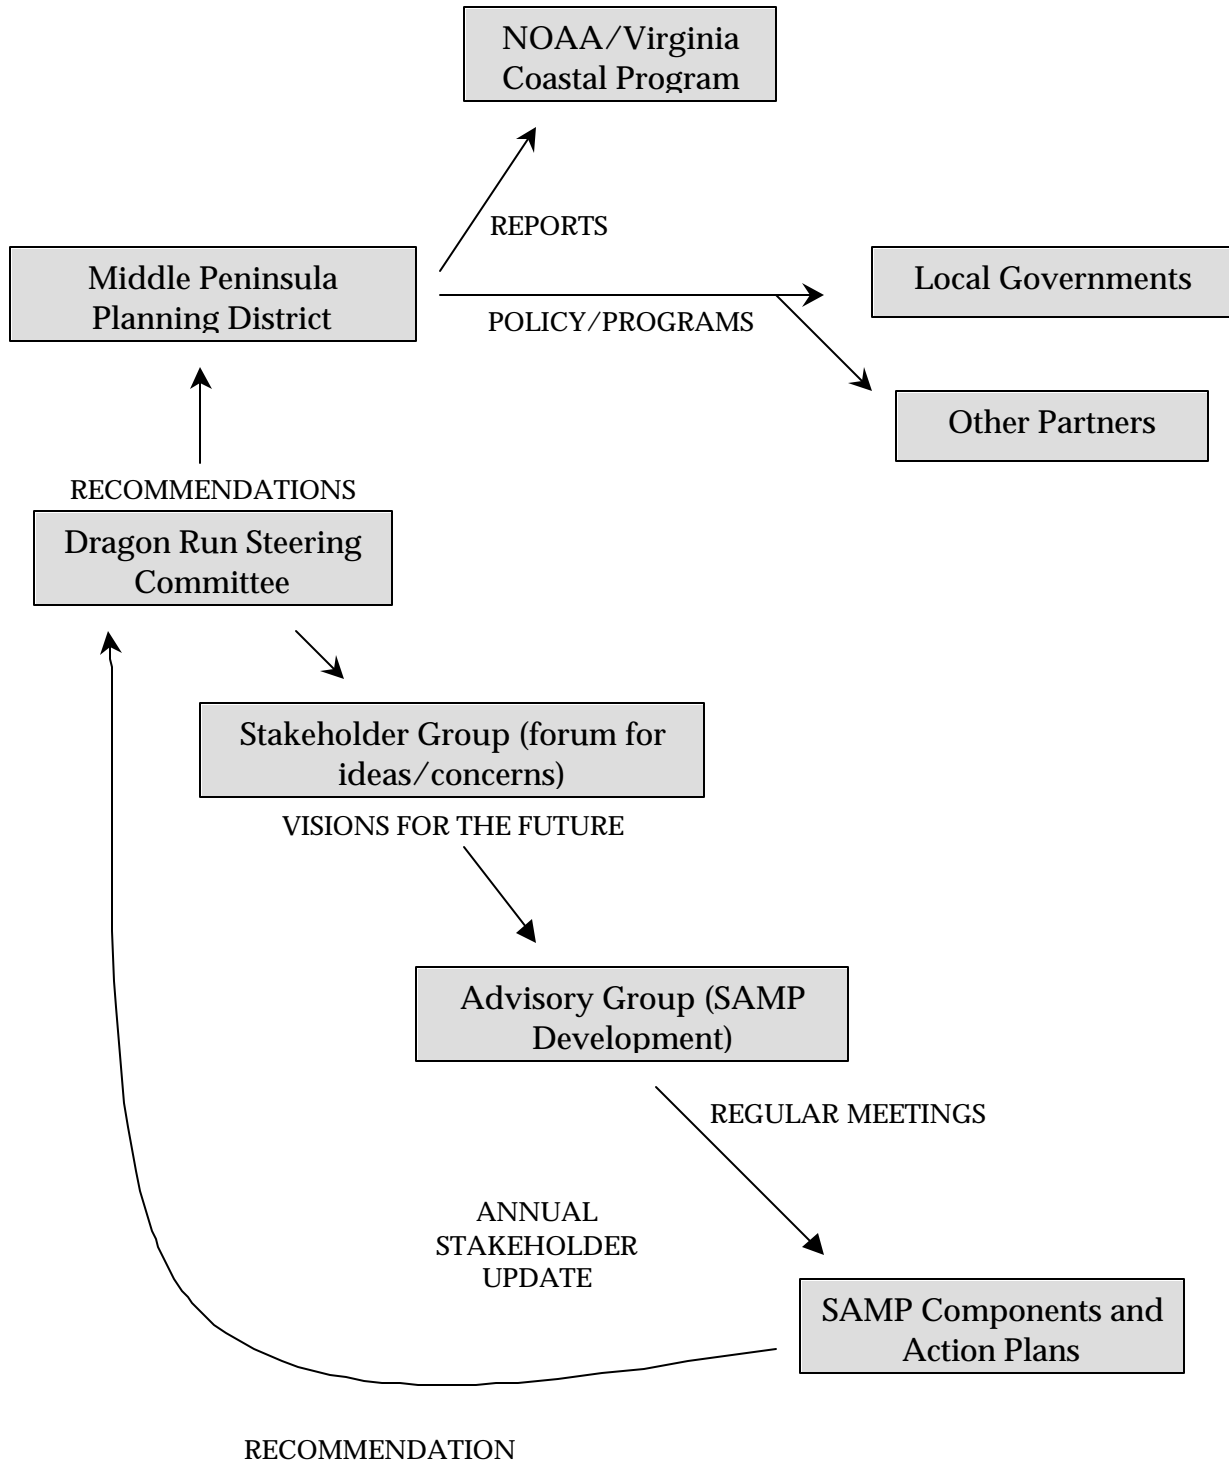 NOAA/Virginia
Coastal Program
REPORTS
Middle Peninsula
Planning District
Local Governments
POLICY/PROGRAMS
Other Partners
RECOMMENDATIONS
Dragon Run Steering
Committee
Stakeholder Group (forum for
ideas/concerns)
VISIONS FOR THE FUTURE
Advisory Group (SAMP
Development)
REGULAR MEETINGS
ANNUAL
STAKEHOLDER
UPDATE
SAMP Components and
Action Plans
RECOMMENDATION